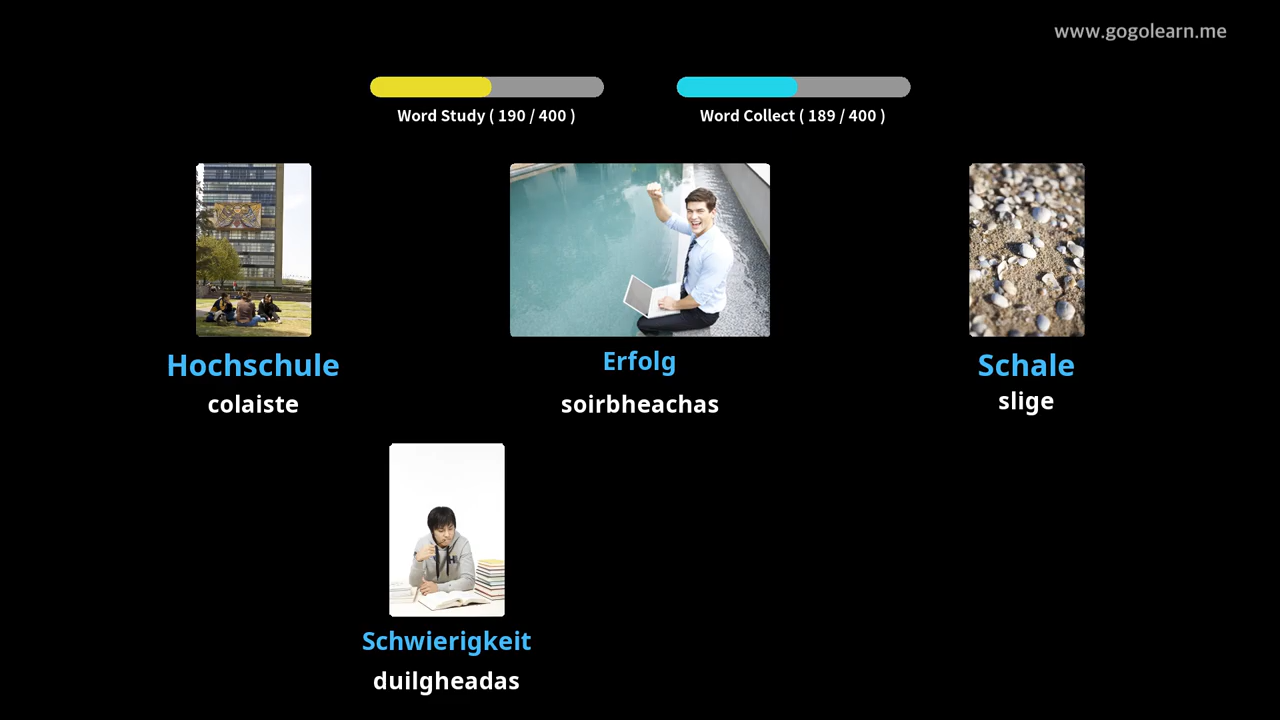 www.gogolearn.me
Word Study ( 190 / 400 )
Word Collect ( 189 / 400 )
Hochschule
colaiste
Erfolg
soirbheachas
Schale
slige
Schwierigkeit
duilgheadas